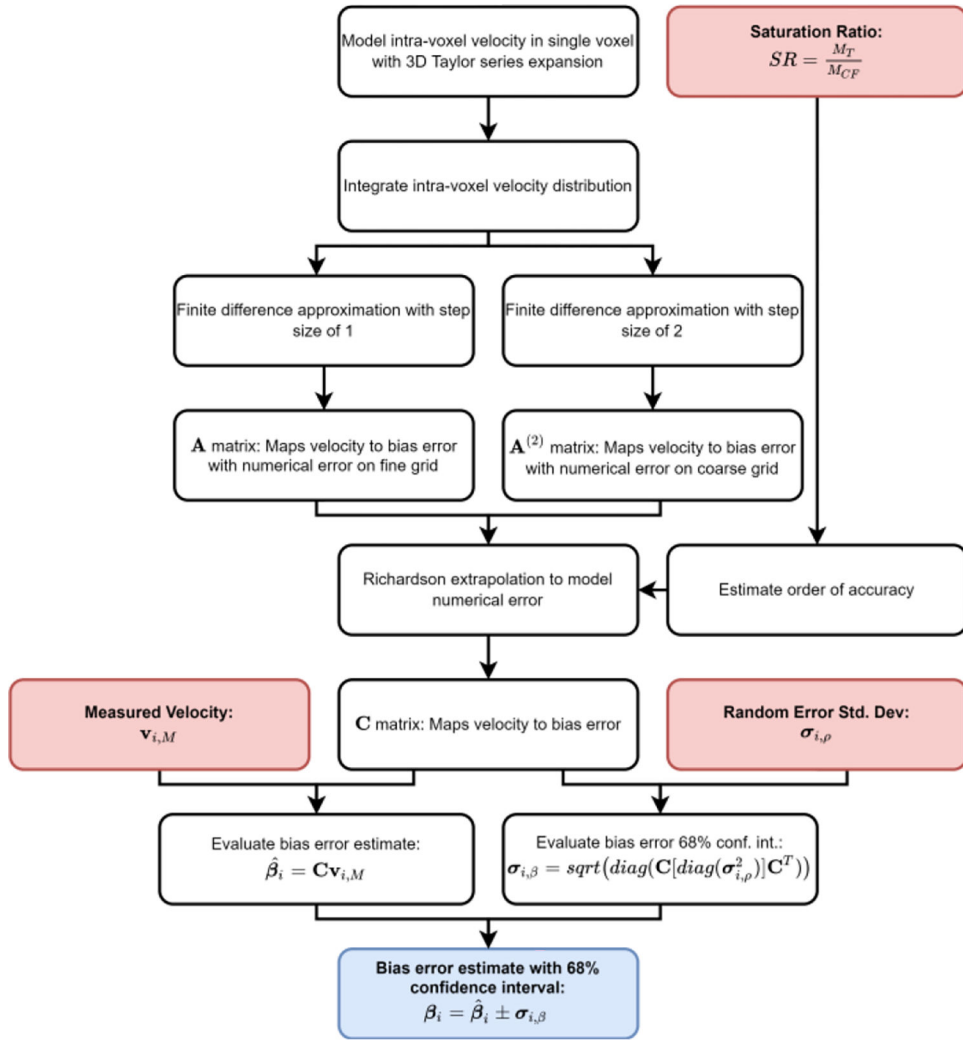 Model intra-voxel velocity in single voxel
with 3D Taylor series expansion
Saturation Ratio:
SR = M_T / M_{CF}
Integrate intra-voxel velocity distribution
Finite difference approximation with step
size of 1
Finite difference approximation with step
size of 2
A matrix: Maps velocity to bias error
with numerical error on fine grid
A^{(2)} matrix: Maps velocity to bias error
with numerical error on coarse grid
Richardson extrapolation to model
numerical error
Estimate order of accuracy
Measured Velocity:
v_{i,M}
C matrix: Maps velocity to bias error
Random Error Std. Dev:
σ_{i,ρ}
Evaluate bias error estimate:
β̂_i = Cv_{i,M}
Evaluate bias error 68% conf. int.:
σ_{i,β} = sqrt(diag(C[diag(σ²_{i,ρ})]C^T))
Bias error estimate with 68%
confidence interval:
β_i = β̂_i ± σ_{i,β}